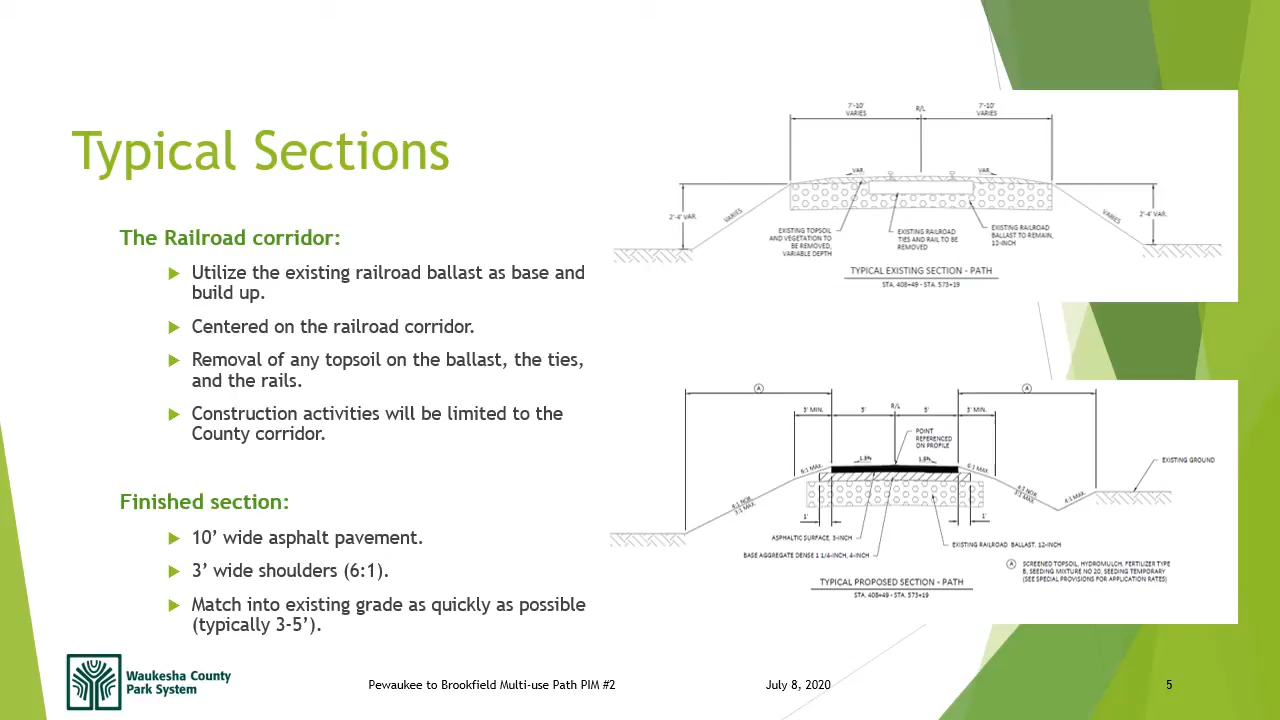 Typical Sections
The Railroad corridor:
Utilize the existing railroad ballast as base and
build up.
Centered on the railroad corridor.
Removal of any topsoil on the ballast, the ties,
and the rails.
Construction activities will be limited to the
County corridor.
Finished section:
10’ wide asphalt pavement.
3’ wide shoulders (6:1).
Match into existing grade as quickly as possible
(typically 3-5’).
7'-10'
VARIES
R/L
7'-10'
VARIES
VAR.
VAR.
2'-4' VAR.
VARIES
VARIES
2'-4' VAR.
EXISTING TOPSOIL
AND VEGETATION TO
BE REMOVED,
VARIABLE DEPTH
EXISTING RAILROAD
TIES AND RAIL TO BE
REMOVED
EXISTING RAILROAD
BALLAST TO REMAIN,
12-INCH
TYPICAL EXISTING SECTION - PATH
STA. 408+49 - STA. 573+19
A
A
3' MIN.
5'
R/L
5'
3' MIN.
POINT
REFERENCED
ON PROFILE
6:1 MAX.
1.5%
1.5%
6:1 MAX.
EXISTING GROUND
4:1 NOR.
3:1 MAX.
4:1 NOR.
3:1 MAX.
4:1 MAX.
1'
1'
ASPHALTIC SURFACE, 3-INCH
BASE AGGREGATE DENSE 1 1/4-INCH, 4-INCH
EXISTING RAILROAD BALLAST, 12-INCH
A
SCREENED TOPSOIL, HYDROMULCH, FERTILIZER TYPE
B, SEEDING MIXTURE NO 20, SEEDING TEMPORARY
(SEE SPECIAL PROVISIONS FOR APPLICATION RATES)
TYPICAL PROPOSED SECTION - PATH
STA. 408+49 - STA. 573+19
Waukesha County
Park System
Pewaukee to Brookfield Multi-use Path PIM #2
July 8, 2020
5